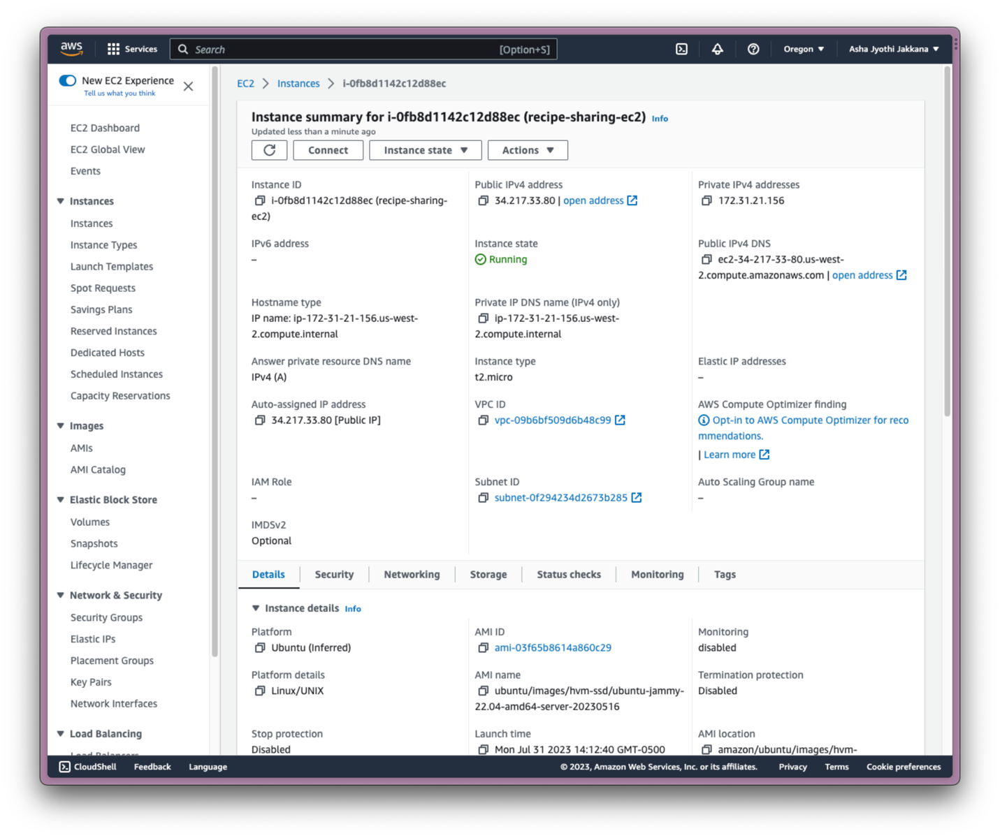 aws
Services
Search
[Option+S]
Oregon
Asha Jyothi Jakkana
New EC2 Experience
Tell us what you think
EC2 Dashboard
EC2 Global View
Events
Instances
Instances
Instance Types
Launch Templates
Spot Requests
Savings Plans
Reserved Instances
Dedicated Hosts
Scheduled Instances
Capacity Reservations
Images
AMIs
AMI Catalog
Elastic Block Store
Volumes
Snapshots
Lifecycle Manager
Network & Security
Security Groups
Elastic IPs
Placement Groups
Key Pairs
Network Interfaces
Load Balancing
Load Balancers
EC2 > Instances > i-0fb8d1142c12d88ec
Instance summary for i-0fb8d1142c12d88ec (recipe-sharing-ec2) Info
Updated less than a minute ago
Connect
Instance state
Actions
Instance ID
i-0fb8d1142c12d88ec (recipe-sharing-
ec2)
Public IPv4 address
34.217.33.80 | open address
Private IPv4 addresses
172.31.21.156
IPv6 address
–
Instance state
Running
Public IPv4 DNS
ec2-34-217-33-80.us-west-
2.compute.amazonaws.com | open address
Hostname type
IP name: ip-172-31-21-156.us-west-
2.compute.internal
Private IP DNS name (IPv4 only)
ip-172-31-21-156.us-west-
2.compute.internal
Answer private resource DNS name
IPv4 (A)
Instance type
t2.micro
Elastic IP addresses
–
Auto-assigned IP address
34.217.33.80 [Public IP]
VPC ID
vpc-09b6bf509d6b48c99
AWS Compute Optimizer finding
Opt-in to AWS Compute Optimizer for reco
mmendations.
| Learn more
IAM Role
–
Subnet ID
subnet-0f294234d2673b285
Auto Scaling Group name
–
IMDSv2
Optional
Details
Security
Networking
Storage
Status checks
Monitoring
Tags
Instance details Info
Platform
Ubuntu (Inferred)
AMI ID
ami-03f65b8614a860c29
Monitoring
disabled
Platform details
Linux/UNIX
AMI name
ubuntu/images/hvm-ssd/ubuntu-jammy-
22.04-amd64-server-20230516
Termination protection
Disabled
Stop protection
Disabled
Launch time
Mon Jul 31 2023 14:12:40 GMT-0500
AMI location
amazon/ubuntu/images/hvm-
CloudShell
Feedback
Language
© 2023, Amazon Web Services, Inc. or its affiliates.
Privacy
Terms
Cookie preferences